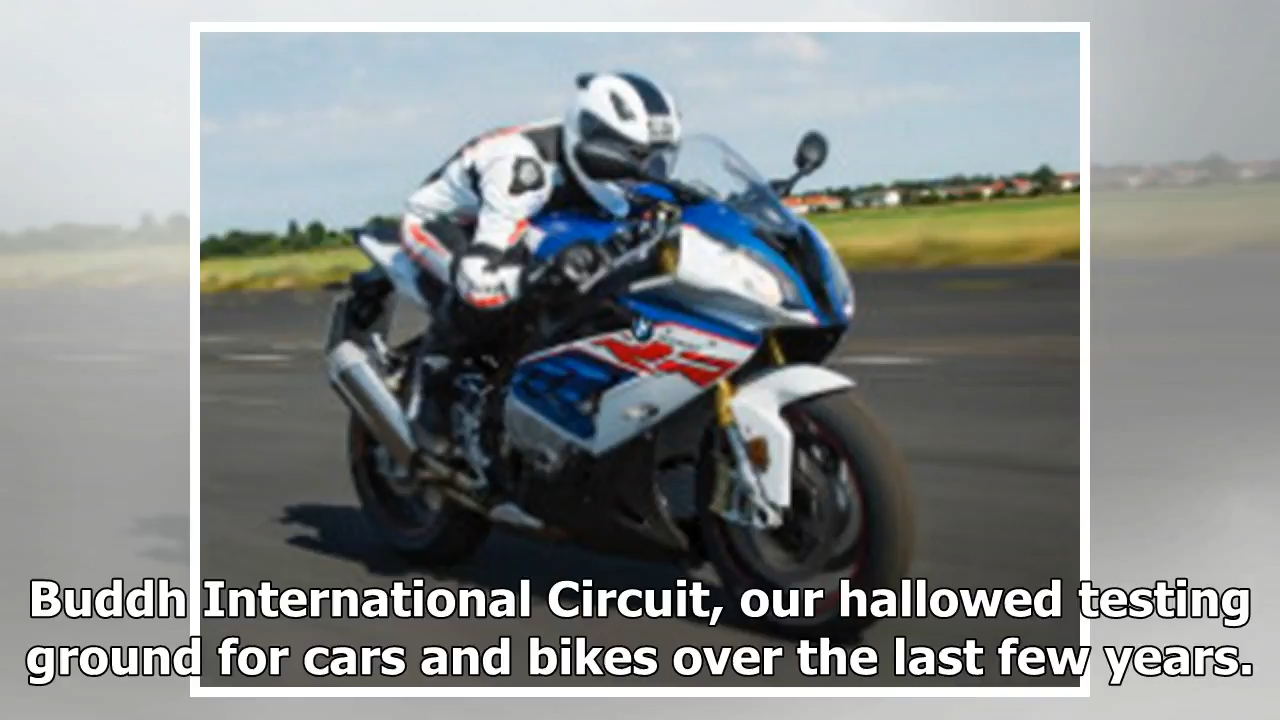 Buddh International Circuit, our hallowed testing
ground for cars and bikes over the last few years.